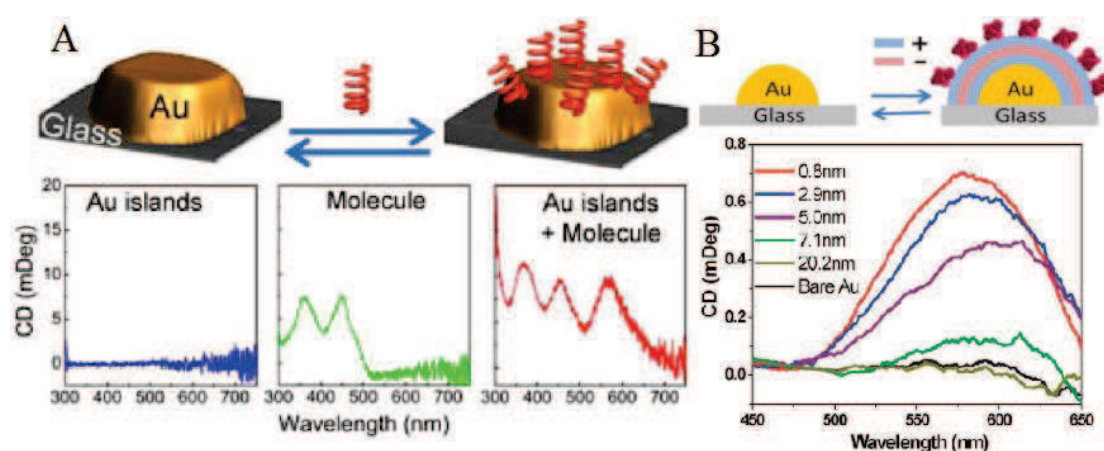 A
Au
Glass
Au
CD (mDeg)
20
15
10
5
0
Au islands
300 400 500 600 700
Molecule
300 400 500 600 700
Au islands
+ Molecule
300 400 500 600 700
Wavelength (nm)
B
+
-
Au
Glass
Au
Glass
CD (mDeg)
0.8
0.6
0.4
0.2
0.0
0.8nm
2.9nm
5.0nm
7.1nm
20.2nm
Bare Au
450 500 550 600 650
Wavelength (nm)